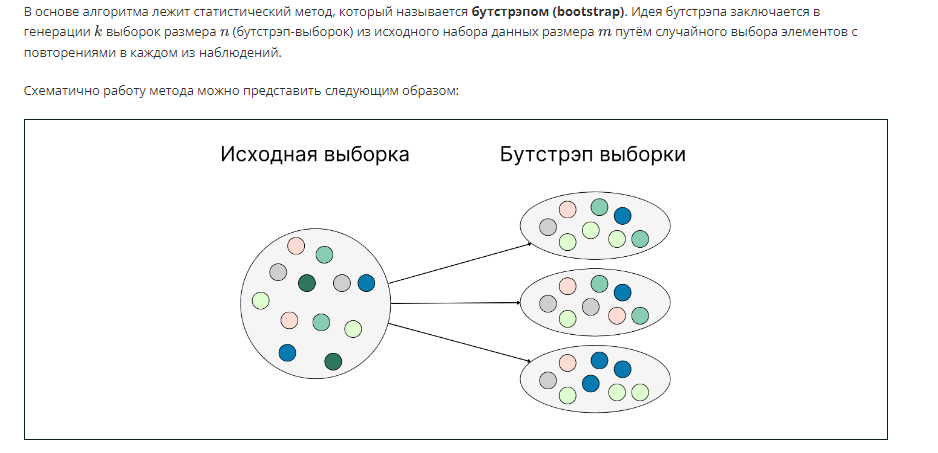 В основе алгоритма лежит статистический метод, который называется бутстрэпом (bootstrap). Идея бутстрэпа заключается в
генерации k выборок размера n (бутстрэп-выборок) из исходного набора данных размера m путём случайного выбора элементов с
повторениями в каждом из наблюдений.
Схематично работу метода можно представить следующим образом:
Исходная выборка
Бутстрэп выборки